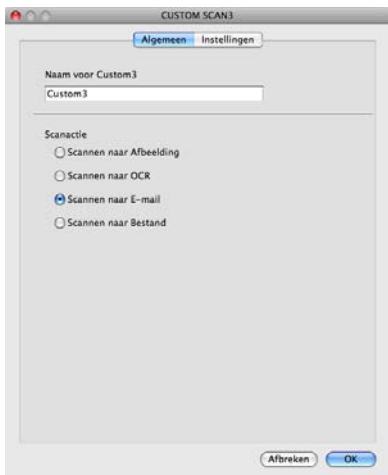 CUSTOM SCAN3
Algemeen Instellingen
Naam voor Custom3
Custom3
Scanactie
Scannen naar Afbeelding
Scannen naar OCR
Scannen naar E-mail
Scannen naar Bestand
Afbreken OK